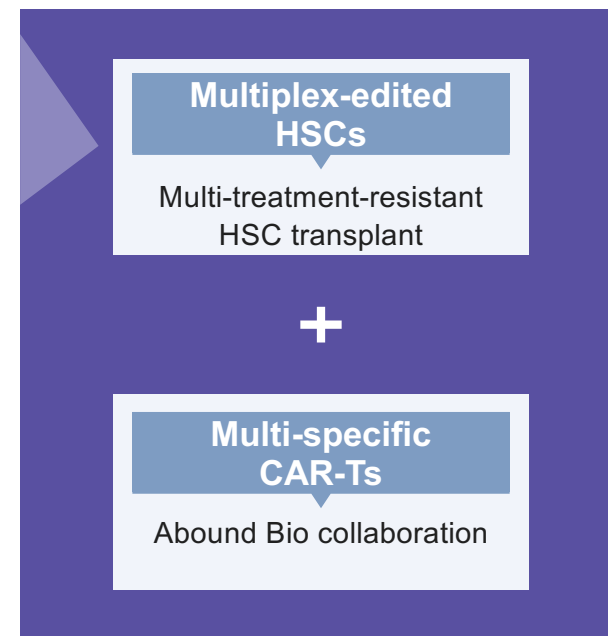 Multiplex-edited
HSCs
Multi-treatment-resistant
HSC transplant
+
Multi-specific
CAR-Ts
Abound Bio collaboration